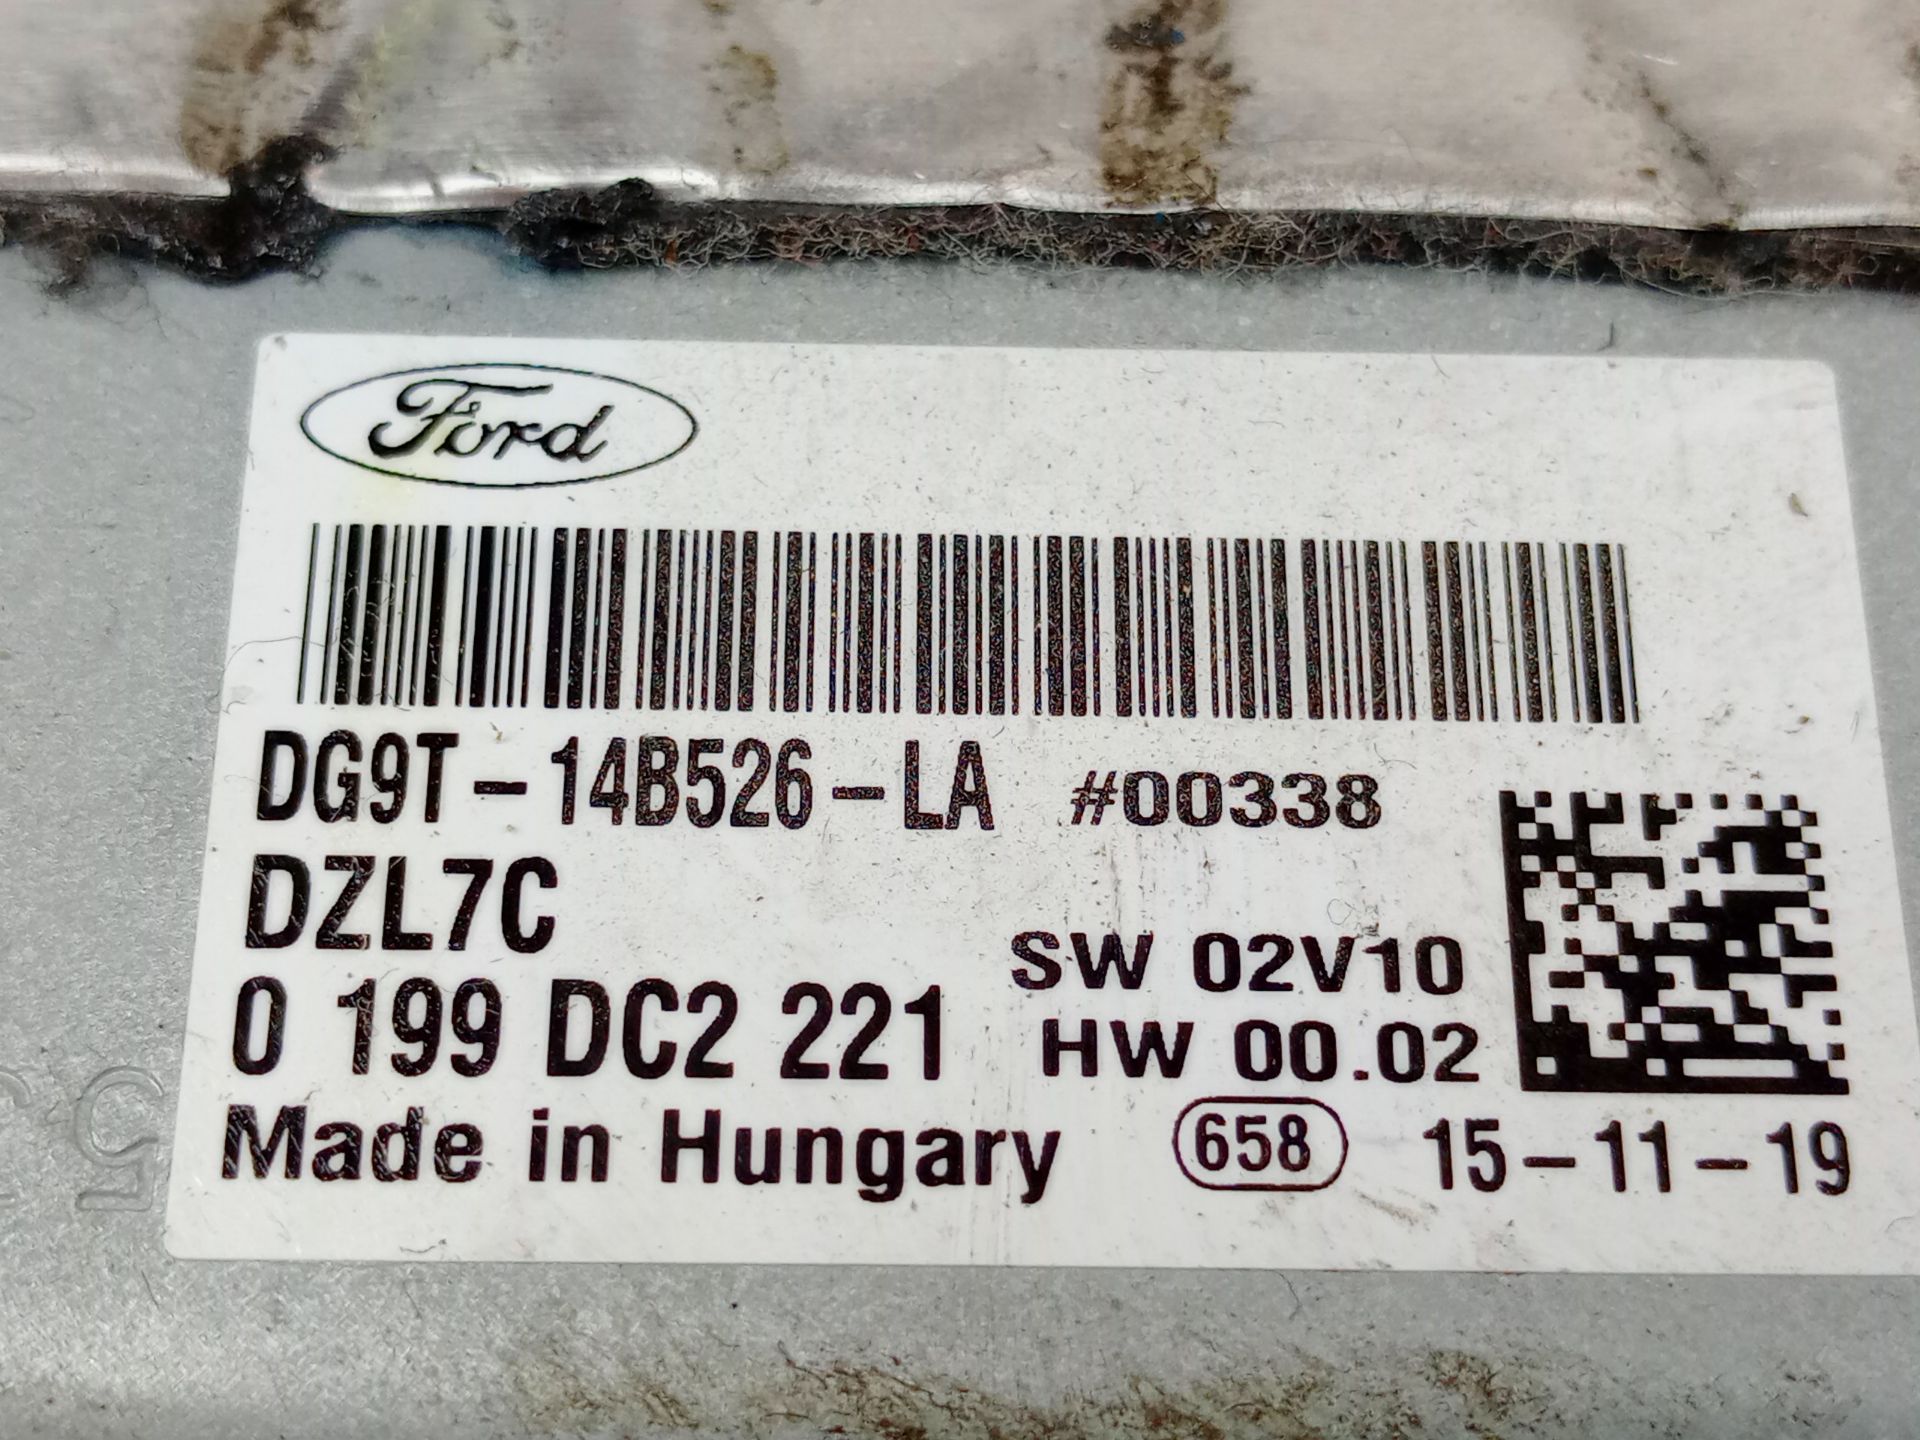 Ford
DG9T-14B526-LA #00338
DZL7C
0 199 DC2 221
SW 02V10
HW 00.02
Made in Hungary 658 15-11-19